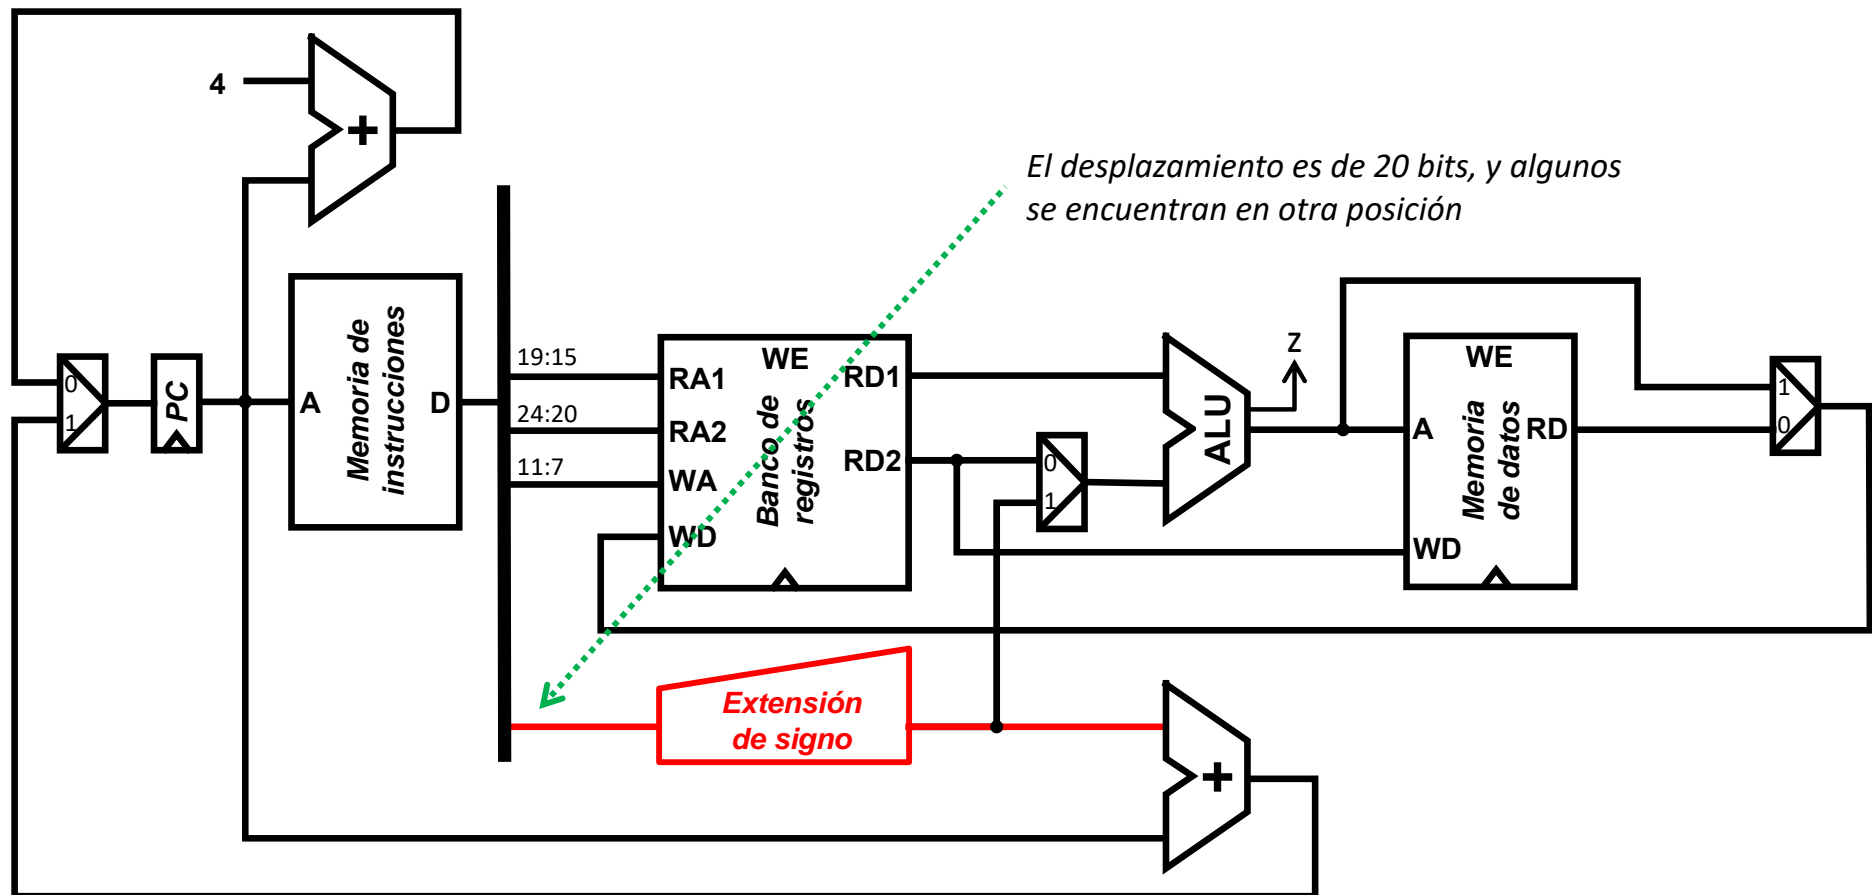 4
+
El desplazamiento es de 20 bits, y algunos
se encuentran en otra posición
0
1
PC
A
D
Memoria de
instrucciones
19:15
24:20
11:7
RA1
RA2
WA
WD
WE
RD1
RD2
Banco de
registros
0
1
ALU
Z
A
WD
WE
RD
Memoria
de datos
1
0
Extensión
de signo
+